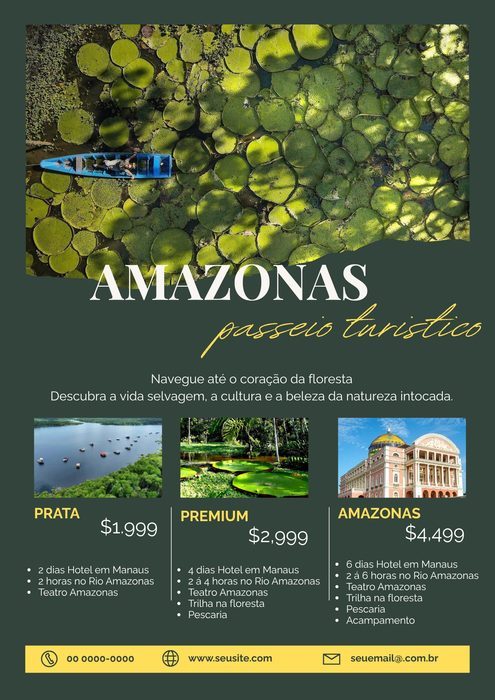 AMAZONAS
passeio turistico
Navegue até o coração da floresta
Descubra a vida selvagem, a cultura e a beleza da natureza intocada.
PRATA
$1.999
• 2 dias Hotel em Manaus
• 2 horas no Rio Amazonas
• Teatro Amazonas
PREMIUM
$2,999
• 4 dias Hotel em Manaus
• 2 á 4 horas no Rio Amazonas
• Teatro Amazonas
• Trilha na floresta
• Pescaria
AMAZONAS
$4,499
• 6 dias Hotel em Manaus
• 2 á 6 horas no Rio Amazonas
• Teatro Amazonas
• Trilha na floresta
• Pescaria
• Acampamento
00 0000-0000
www.seusite.com
seuemail@.com.br